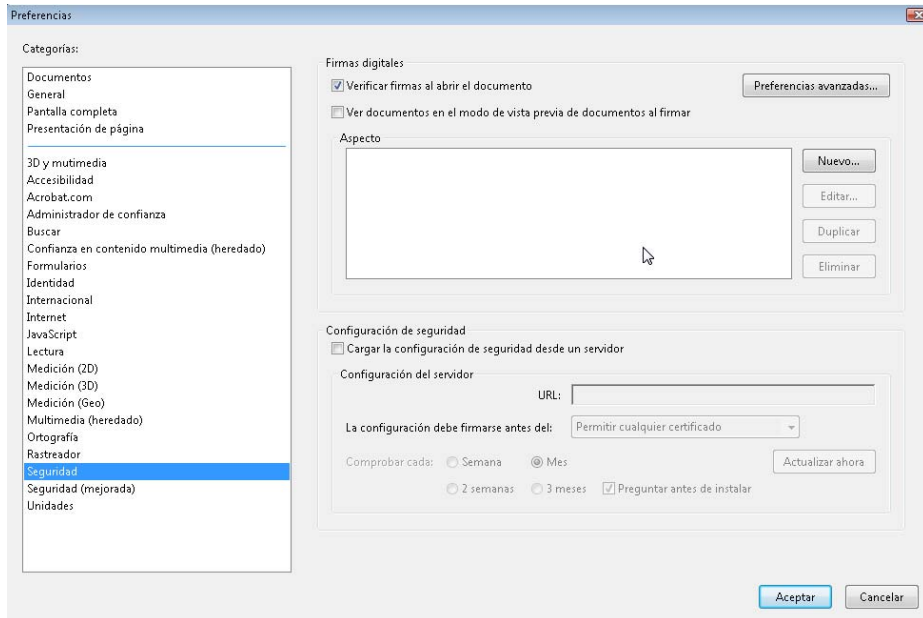 Preferencias
Categorías:
Documentos
General
Pantalla completa
Presentación de página
3D y mutimedia
Accesibilidad
Acrobat.com
Administrador de confianza
Buscar
Confianza en contenido multimedia (heredado)
Formularios
Identidad
Internacional
Internet
JavaScript
Lectura
Medición (2D)
Medición (3D)
Medición (Geo)
Multimedia (heredado)
Ortografía
Rastreador
Seguridad
Seguridad (mejorada)
Unidades
Firmas digitales
Verificar firmas al abrir el documento
Preferencias avanzadas...
Ver documentos en el modo de vista previa de documentos al firmar
Aspecto
Nuevo...
Editar...
Duplicar
Eliminar
Configuración de seguridad
Cargar la configuración de seguridad desde un servidor
Configuración del servidor
URL:
La configuración debe firmarse antes del: Permitir cualquier certificado
Comprobar cada: Semana Mes Actualizar ahora
2 semanas 3 meses Preguntar antes de instalar
Aceptar Cancelar